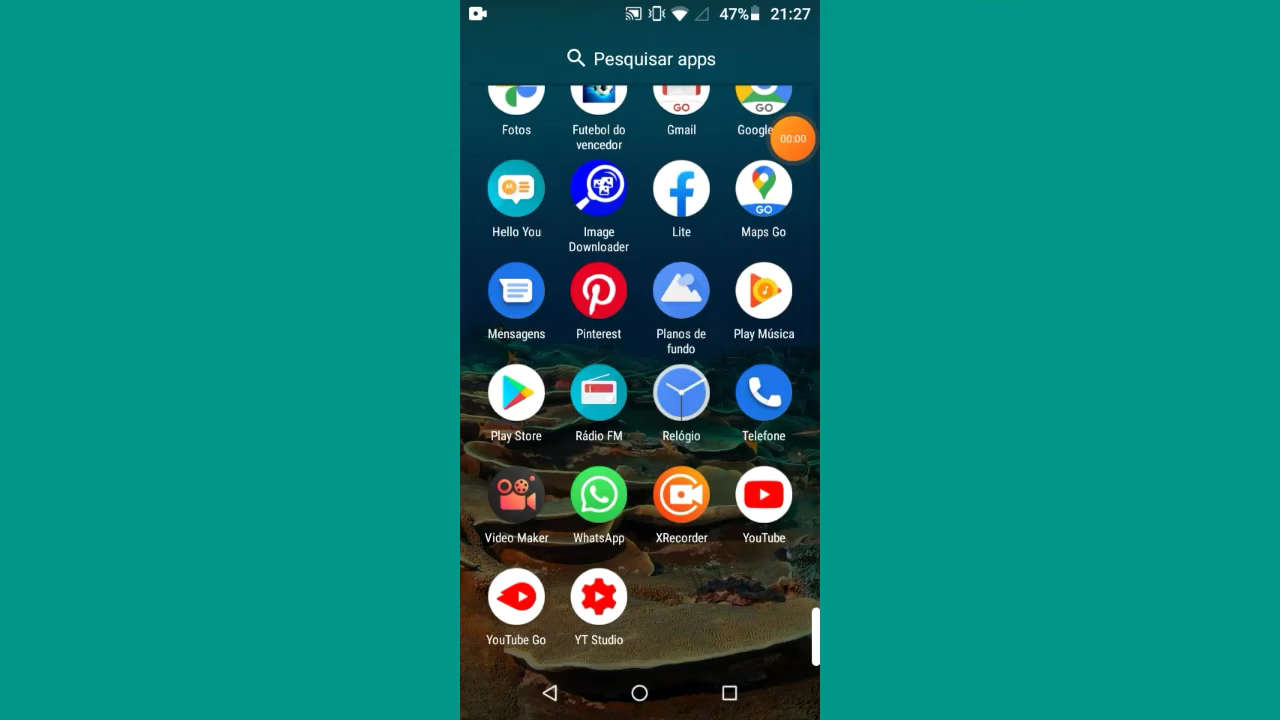 47% 21:27
Pesquisar apps
GO GO
Fotos Futebol do vencedor Gmail Google
00:00
GO
Hello You Image Downloader Lite Maps Go
Mensagens Pinterest Planos de fundo Play Música
Play Store Rádio FM Relógio Telefone
Video Maker WhatsApp XRecorder YouTube
YouTube Go YT Studio